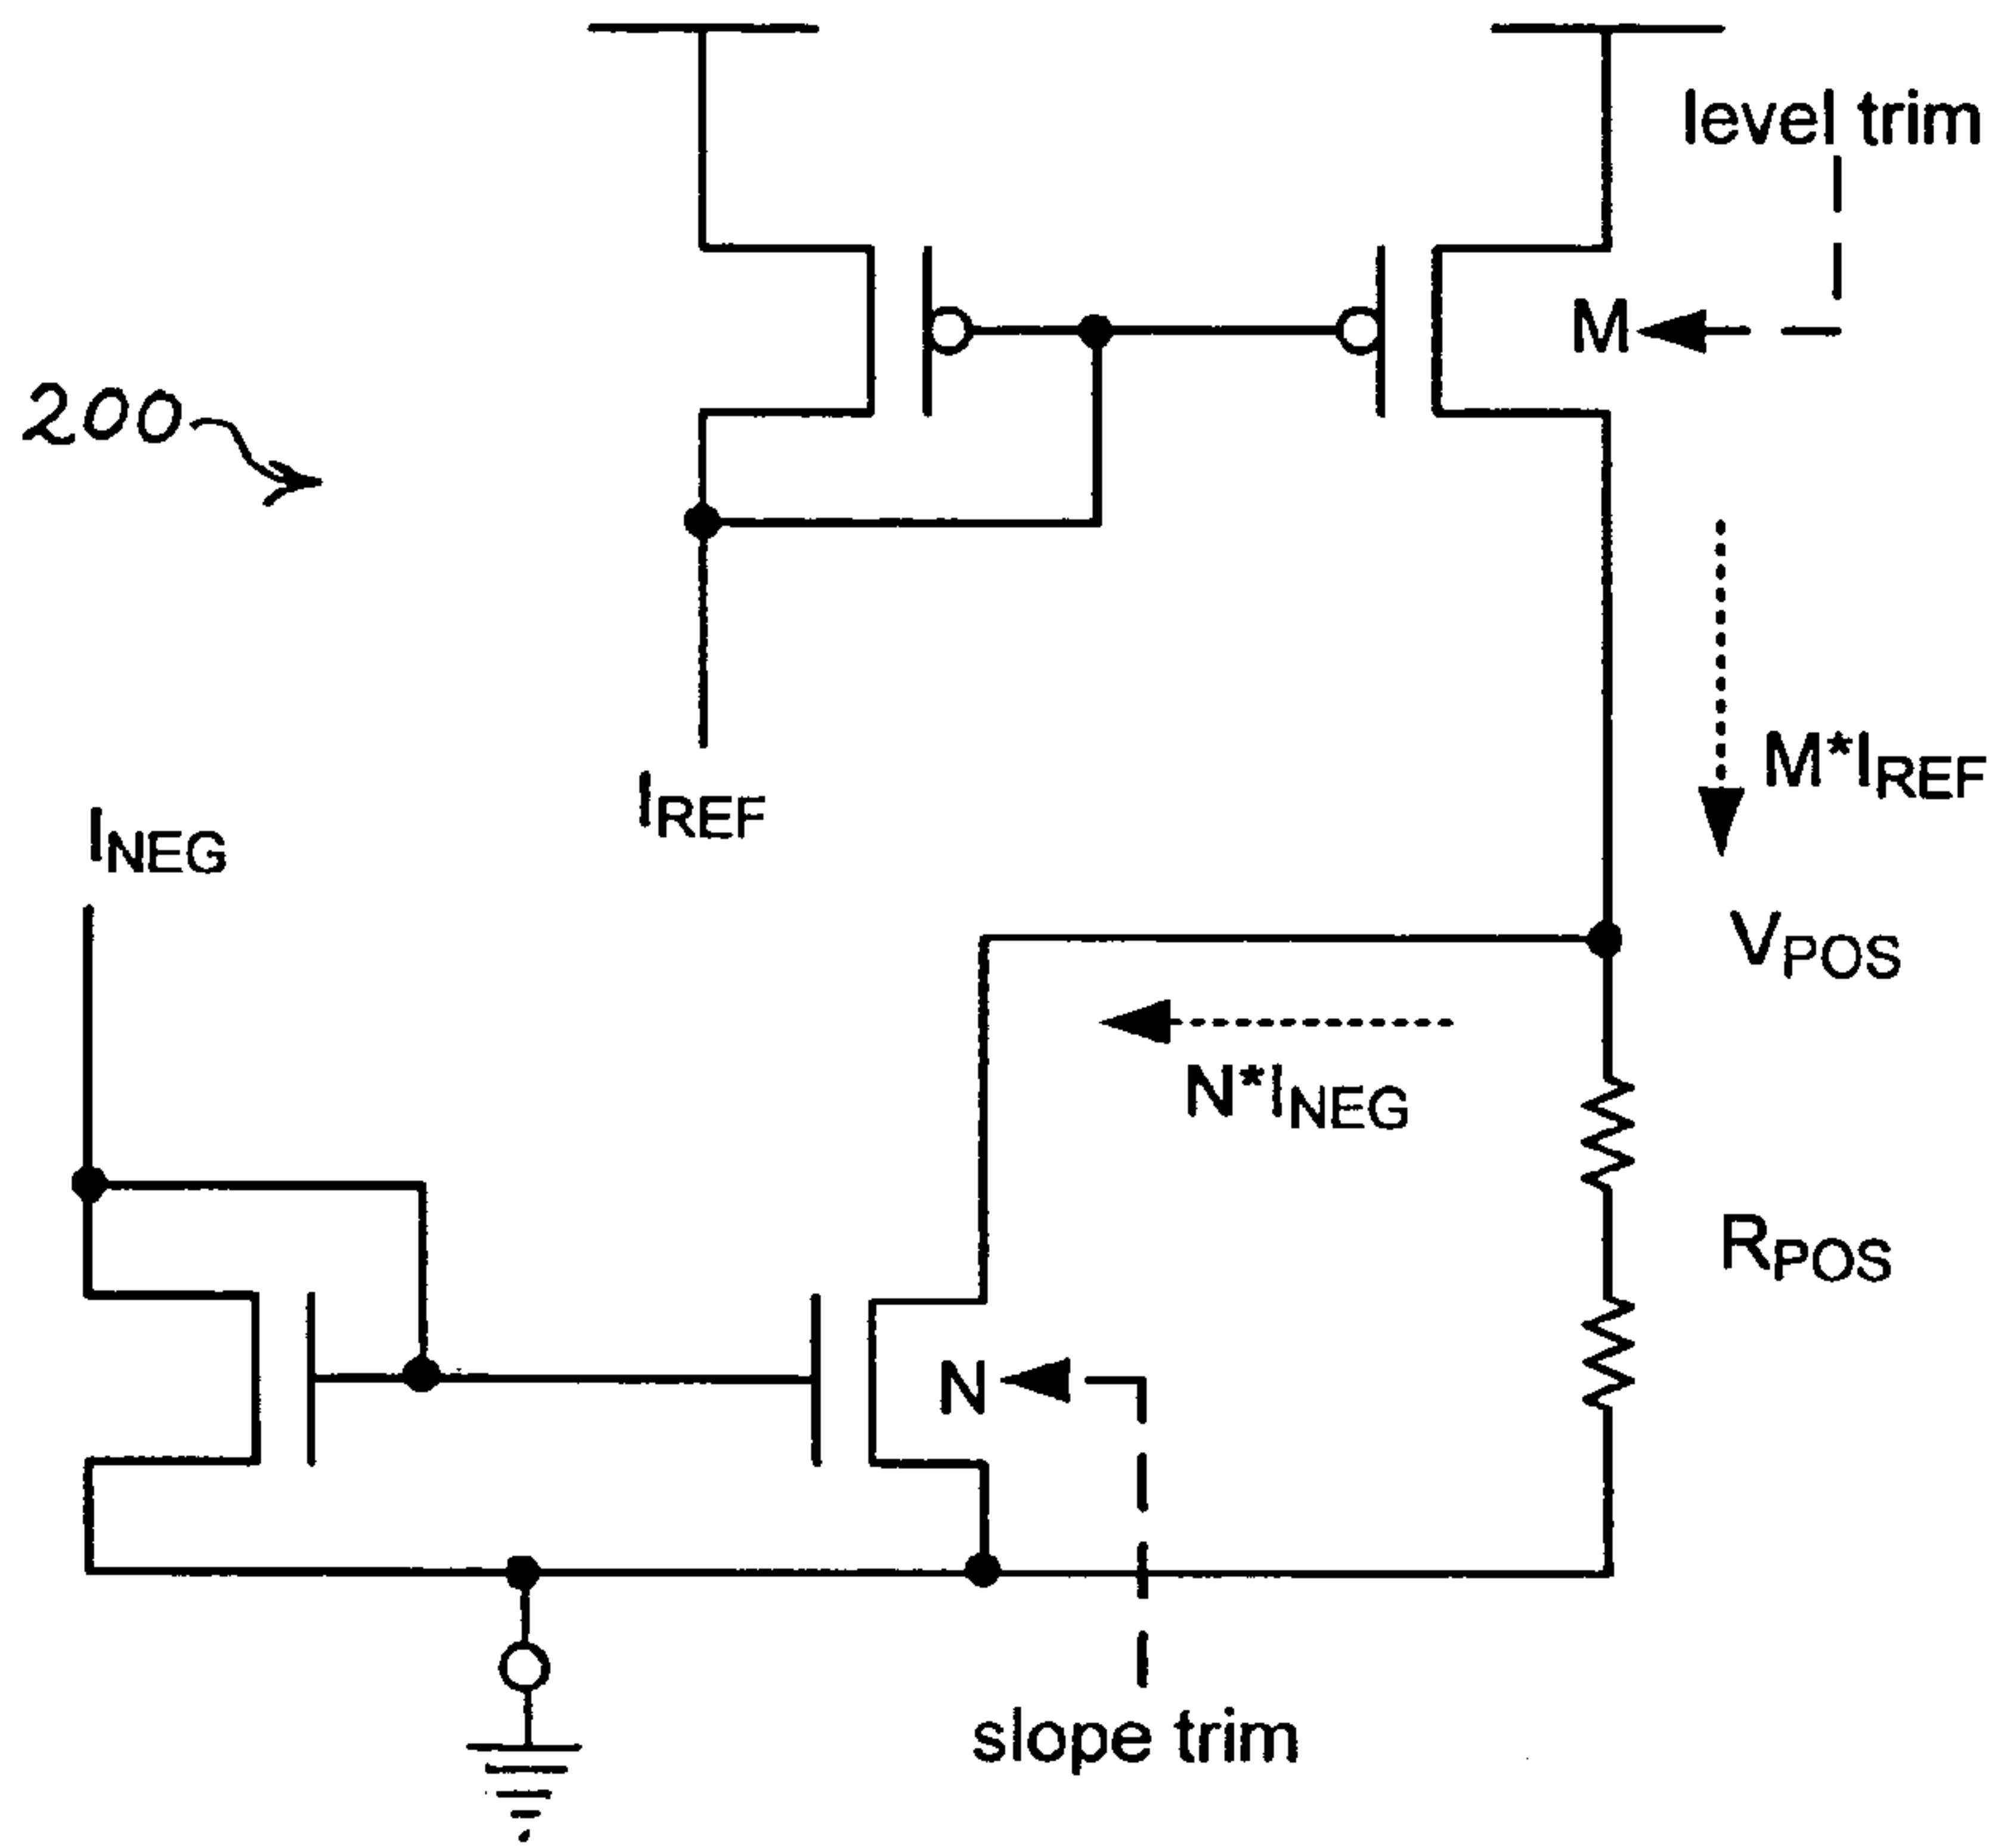 level trim
M
200
M*IREF
IREF
INEG
VPOS
N*INEG
RPOS
N
slope trim